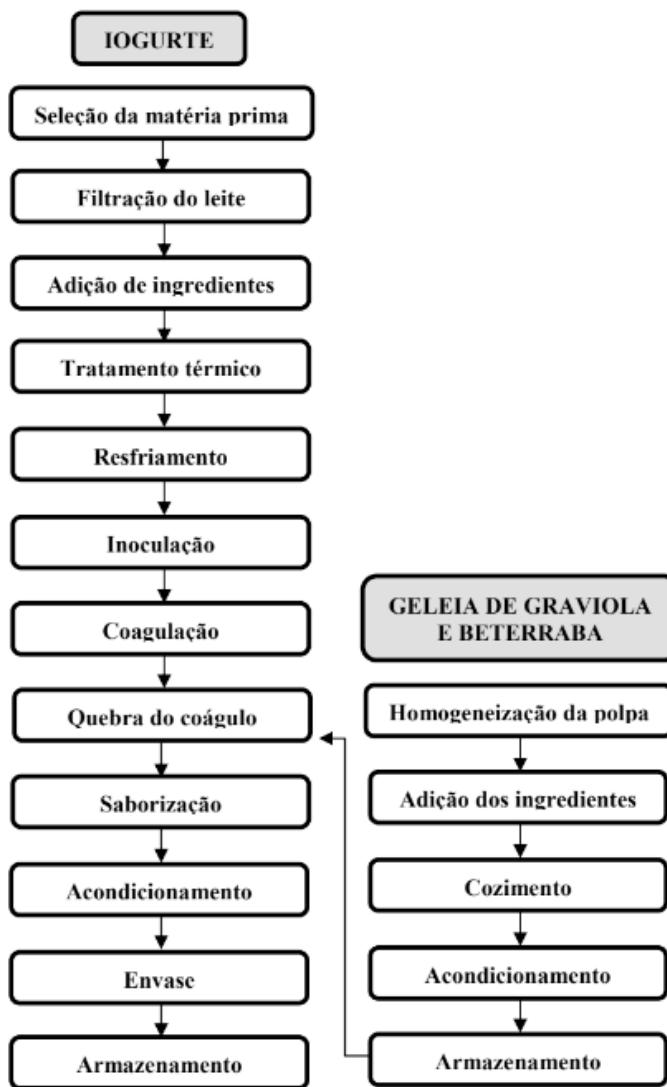 IOGURTE
Seleção da matéria prima
Filtração do leite
Adição de ingredientes
Tratamento térmico
Resfriamento
Inoculação
Coagulação
Quebra do coágulo
Saborização
Acondicionamento
Envase
Armazenamento
GELEIA DE GRAVIOLA
E BETERRABA
Homogeneização da polpa
Adição dos ingredientes
Cozimento
Acondicionamento
Armazenamento